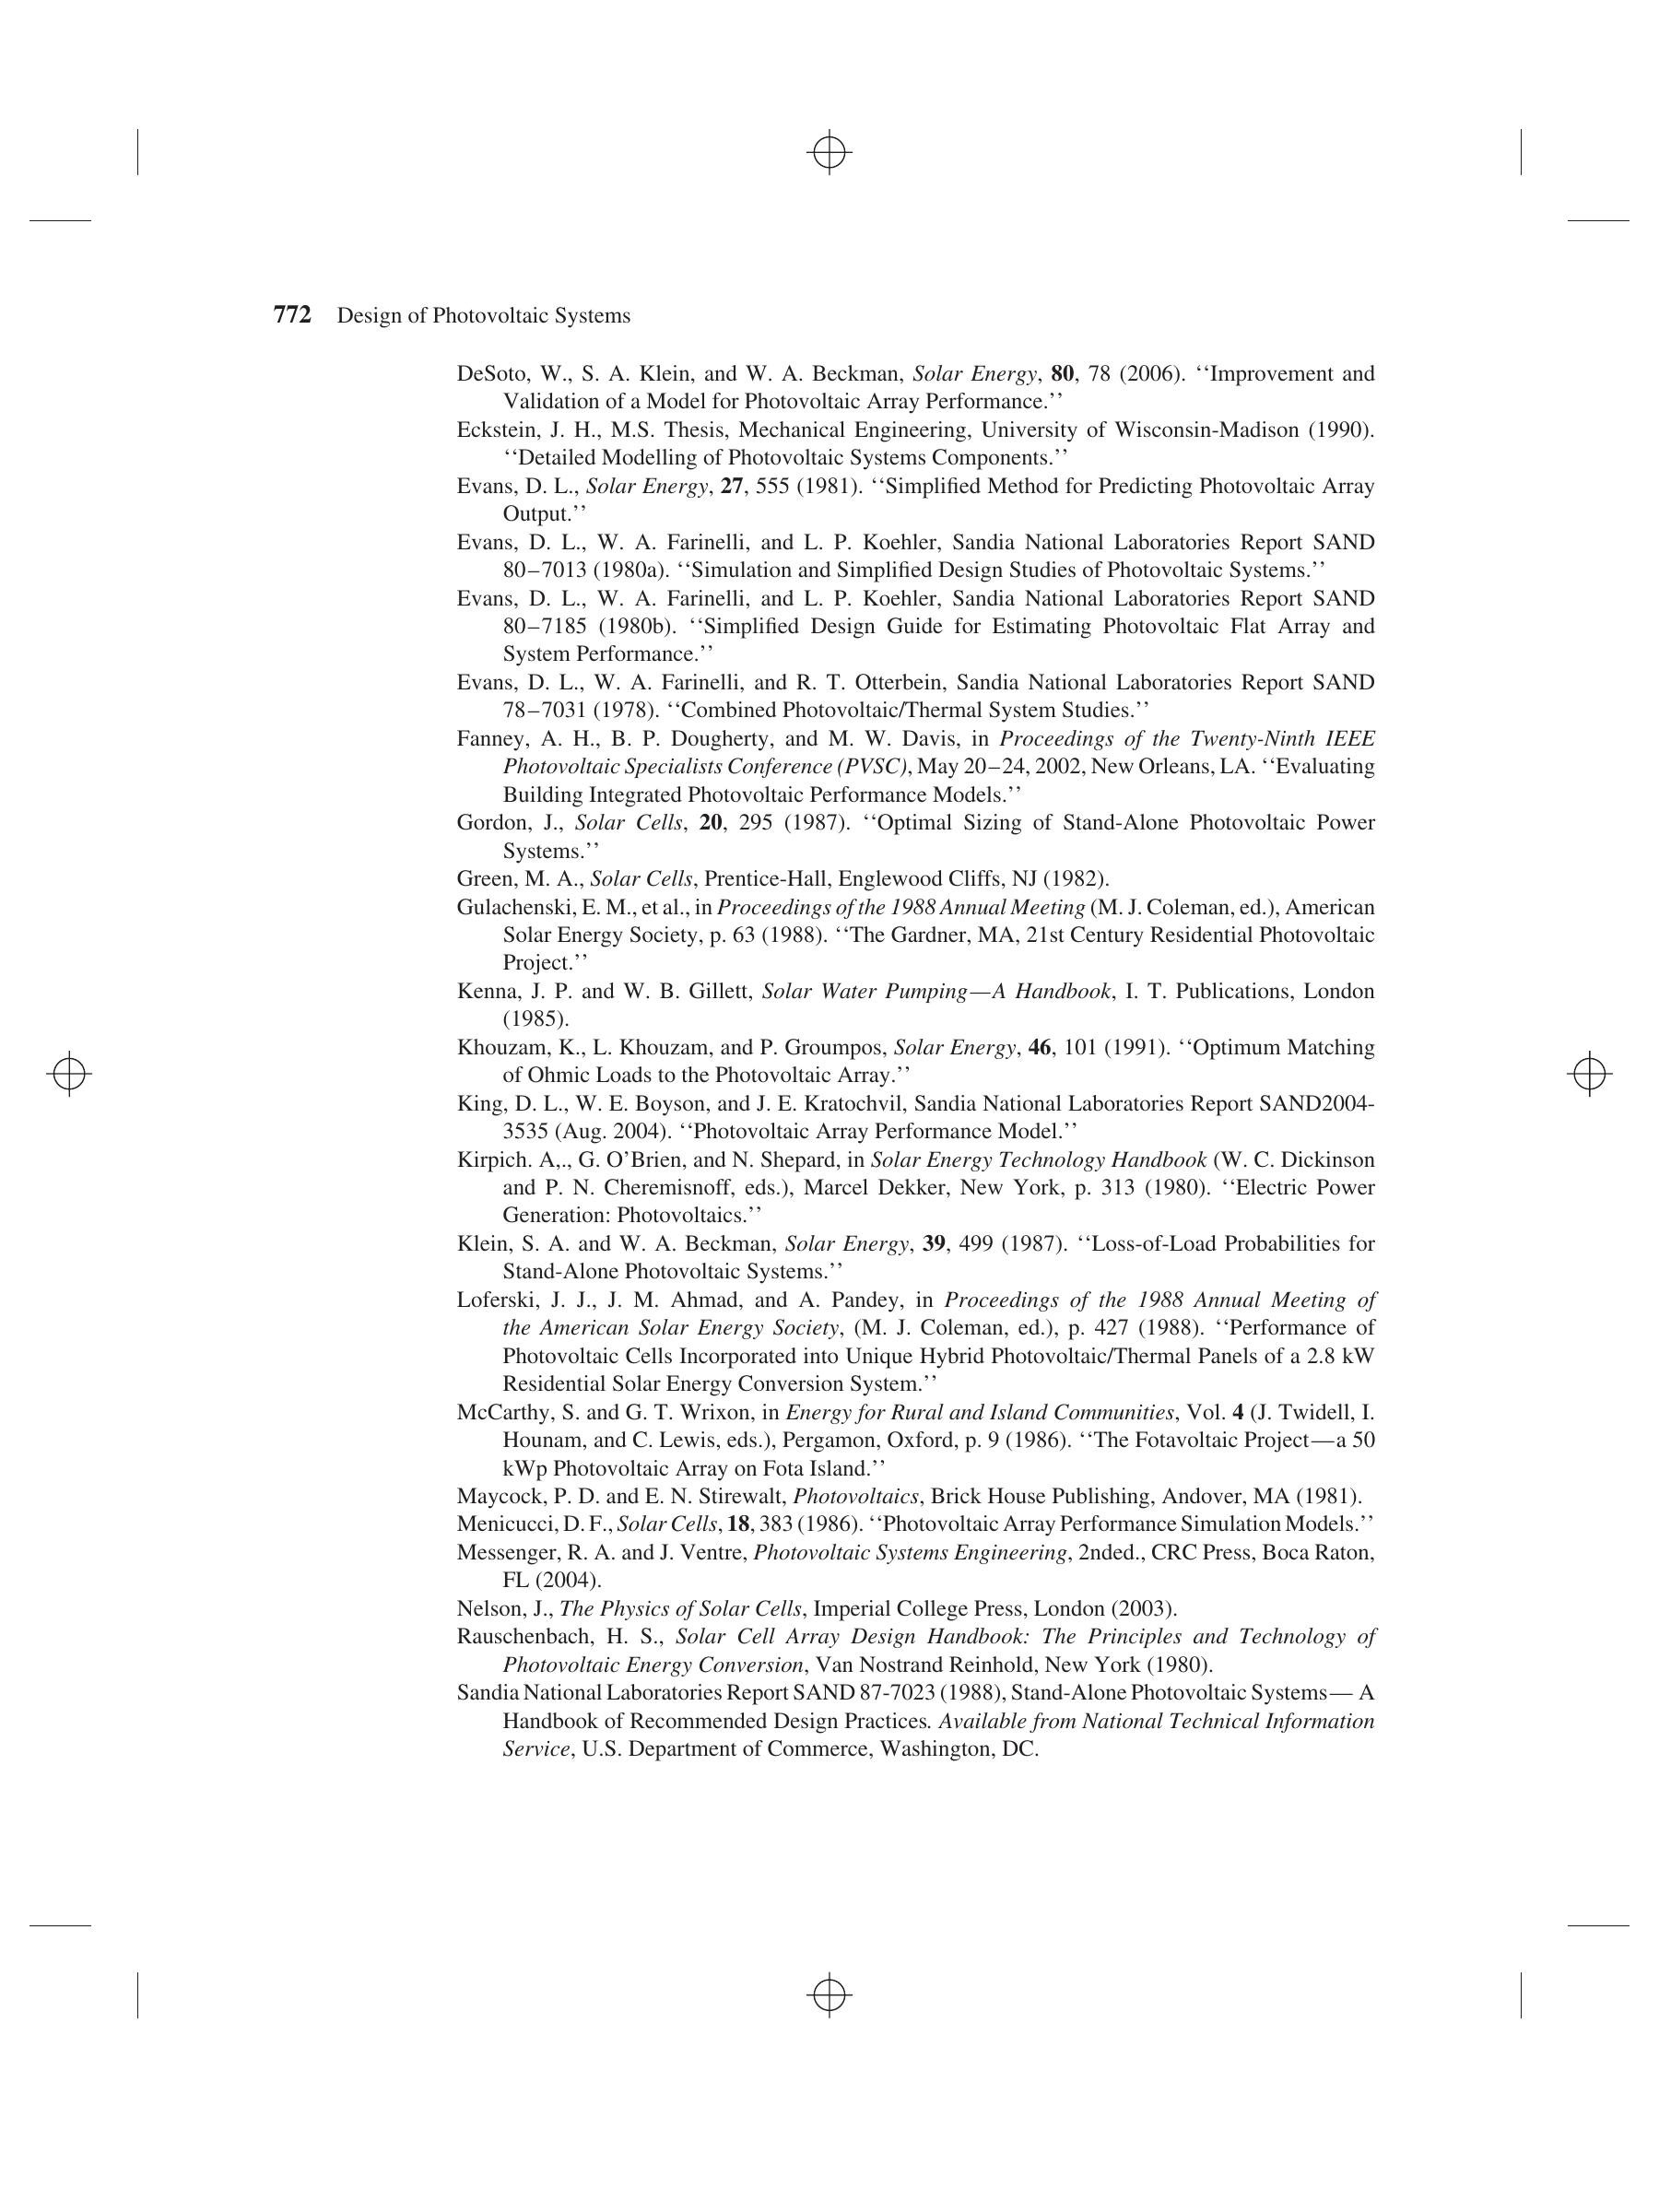 772 Design of Photovoltaic Systems
DeSoto, W., S. A. Klein, and W. A. Beckman, Solar Energy, 80, 78 (2006). ‘‘Improvement and
Validation of a Model for Photovoltaic Array Performance.’’
Eckstein, J. H., M.S. Thesis, Mechanical Engineering, University of Wisconsin-Madison (1990).
‘‘Detailed Modelling of Photovoltaic Systems Components.’’
Evans, D. L., Solar Energy, 27, 555 (1981). ‘‘Simplified Method for Predicting Photovoltaic Array
Output.’’
Evans, D. L., W. A. Farinelli, and L. P. Koehler, Sandia National Laboratories Report SAND
80–7013 (1980a). ‘‘Simulation and Simplified Design Studies of Photovoltaic Systems.’’
Evans, D. L., W. A. Farinelli, and L. P. Koehler, Sandia National Laboratories Report SAND
80–7185 (1980b). ‘‘Simplified Design Guide for Estimating Photovoltaic Flat Array and
System Performance.’’
Evans, D. L., W. A. Farinelli, and R. T. Otterbein, Sandia National Laboratories Report SAND
78–7031 (1978). ‘‘Combined Photovoltaic/Thermal System Studies.’’
Fanney, A. H., B. P. Dougherty, and M. W. Davis, in Proceedings of the Twenty-Ninth IEEE
Photovoltaic Specialists Conference (PVSC), May 20–24, 2002, New Orleans, LA. ‘‘Evaluating
Building Integrated Photovoltaic Performance Models.’’
Gordon, J., Solar Cells, 20, 295 (1987). ‘‘Optimal Sizing of Stand-Alone Photovoltaic Power
Systems.’’
Green, M. A., Solar Cells, Prentice-Hall, Englewood Cliffs, NJ (1982).
Gulachenski, E. M., et al., in Proceedings of the 1988 Annual Meeting (M. J. Coleman, ed.), American
Solar Energy Society, p. 63 (1988). ‘‘The Gardner, MA, 21st Century Residential Photovoltaic
Project.’’
Kenna, J. P. and W. B. Gillett, Solar Water Pumping—A Handbook, I. T. Publications, London
(1985).
Khouzam, K., L. Khouzam, and P. Groumpos, Solar Energy, 46, 101 (1991). ‘‘Optimum Matching
of Ohmic Loads to the Photovoltaic Array.’’
King, D. L., W. E. Boyson, and J. E. Kratochvil, Sandia National Laboratories Report SAND2004-
3535 (Aug. 2004). ‘‘Photovoltaic Array Performance Model.’’
Kirpich. A,., G. O’Brien, and N. Shepard, in Solar Energy Technology Handbook (W. C. Dickinson
and P. N. Cheremisnoff, eds.), Marcel Dekker, New York, p. 313 (1980). ‘‘Electric Power
Generation: Photovoltaics.’’
Klein, S. A. and W. A. Beckman, Solar Energy, 39, 499 (1987). ‘‘Loss-of-Load Probabilities for
Stand-Alone Photovoltaic Systems.’’
Loferski, J. J., J. M. Ahmad, and A. Pandey, in Proceedings of the 1988 Annual Meeting of
the American Solar Energy Society, (M. J. Coleman, ed.), p. 427 (1988). ‘‘Performance of
Photovoltaic Cells Incorporated into Unique Hybrid Photovoltaic/Thermal Panels of a 2.8 kW
Residential Solar Energy Conversion System.’’
McCarthy, S. and G. T. Wrixon, in Energy for Rural and Island Communities, Vol. 4 (J. Twidell, I.
Hounam, and C. Lewis, eds.), Pergamon, Oxford, p. 9 (1986). ‘‘The Fotavoltaic Project—a 50
kWp Photovoltaic Array on Fota Island.’’
Maycock, P. D. and E. N. Stirewalt, Photovoltaics, Brick House Publishing, Andover, MA (1981).
Menicucci, D. F., Solar Cells, 18, 383 (1986). ‘‘Photovoltaic Array Performance Simulation Models.’’
Messenger, R. A. and J. Ventre, Photovoltaic Systems Engineering, 2nded., CRC Press, Boca Raton,
FL (2004).
Nelson, J., The Physics of Solar Cells, Imperial College Press, London (2003).
Rauschenbach, H. S., Solar Cell Array Design Handbook: The Principles and Technology of
Photovoltaic Energy Conversion, Van Nostrand Reinhold, New York (1980).
Sandia National Laboratories Report SAND 87-7023 (1988), Stand-Alone Photovoltaic Systems— A
Handbook of Recommended Design Practices. Available from National Technical Information
Service, U.S. Department of Commerce, Washington, DC.